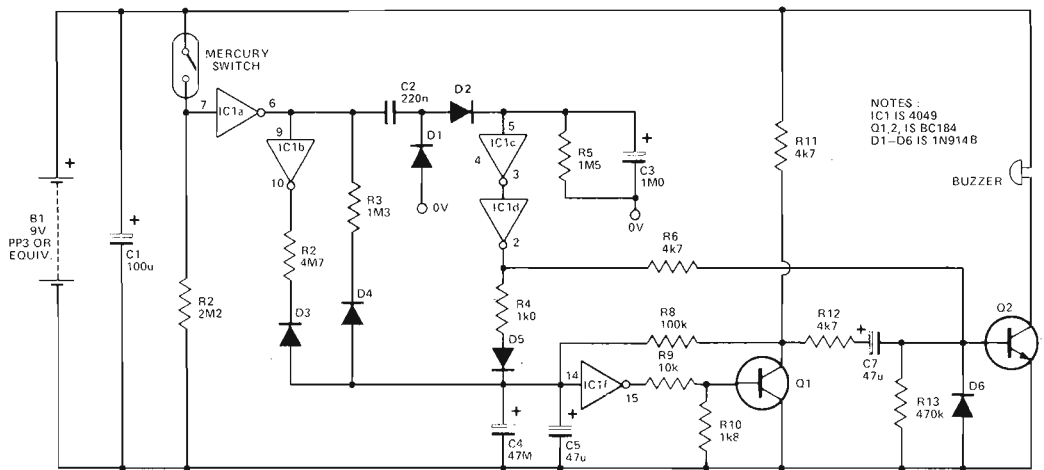 MERCURY
SWITCH
7
IC1a
6
C2
220n
D2
D1
0V
9
IC1b
10
R3
1M3
R2
4M7
D3
D4
R2
2M2
+
B1
9V
PP3 OR
EQUIV.
+
C1
100u
5
IC1c
4
3
IC1d
2
R5
1M5
+
C3
1M0
0V
R4
1k0
D5
R6
4k7
R8
100k
R9
10k
14
IC1f
15
+
C4
47M
+
C5
47u
R10
1k8
Q1
R11
4k7
R12
4k7
+
C7
47u
R13
470k
D6
Q2
NOTES :
IC1 IS 4049
Q1,2, IS BC184
D1–D6 IS 1N914B
BUZZER